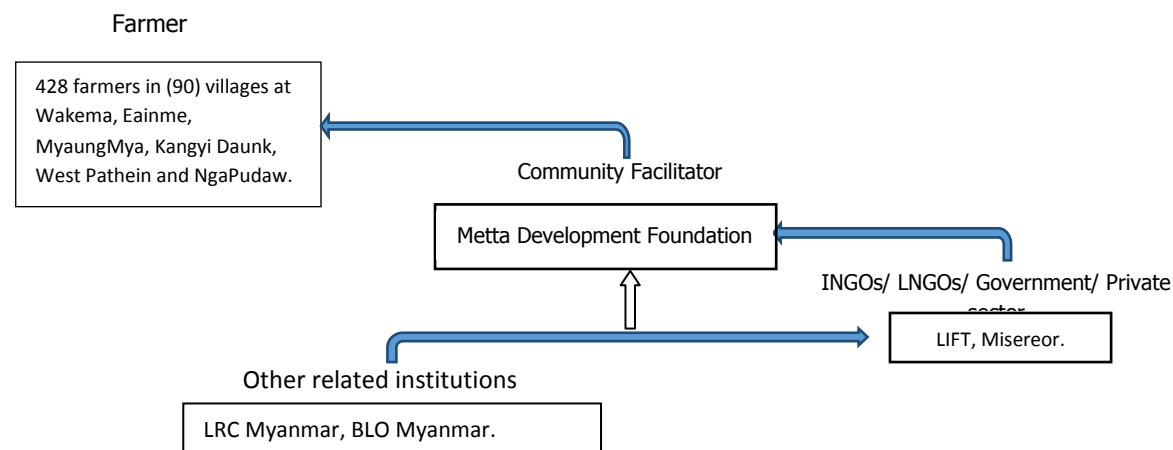 Farmer
428 farmers in (90) villages at
Wakema, Eainme,
MyaungMya, Kangyi Daunk,
West Pathein and NgaPudaw.
Community Facilitator
Metta Development Foundation
INGOs/ LNGOs/ Government/ Private
sector
LIFT, Misereor.
Other related institutions
LRC Myanmar, BLO Myanmar.